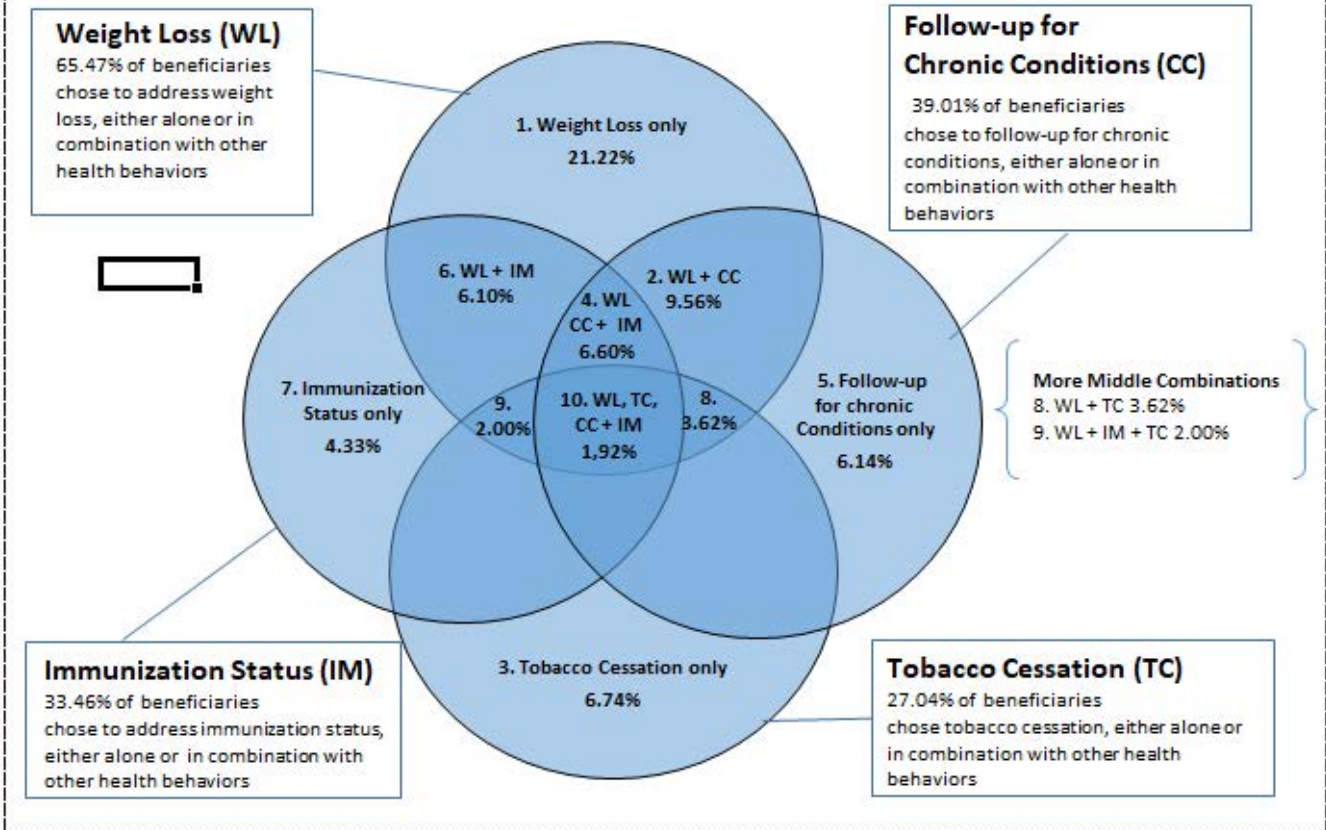 Weight Loss (WL)
65.47% of beneficiaries
chose to address weight
loss, either alone or in
combination with other
health behaviors
Follow-up for
Chronic Conditions (CC)
39.01% of beneficiaries
chose to follow-up for chronic
conditions, either alone or in
combination with other health
behaviors
1. Weight Loss only
21.22%
6. WL + IM
6.10%
2. WL + CC
9.56%
4. WL
CC + IM
6.60%
7. Immunization
Status only
4.33%
9.
2.00%
10. WL, TC,
CC + IM
1,92%
8.
3.62%
5. Follow-up
for chronic
Conditions only
6.14%
More Middle Combinations
8. WL + TC 3.62%
9. WL + IM + TC 2.00%
3. Tobacco Cessation only
6.74%
Immunization Status (IM)
33.46% of beneficiaries
chose to address immunization status,
either alone or in combination with
other health behaviors
Tobacco Cessation (TC)
27.04% of beneficiaries
chose tobacco cessation, either alone or
in combination with other health
behaviors